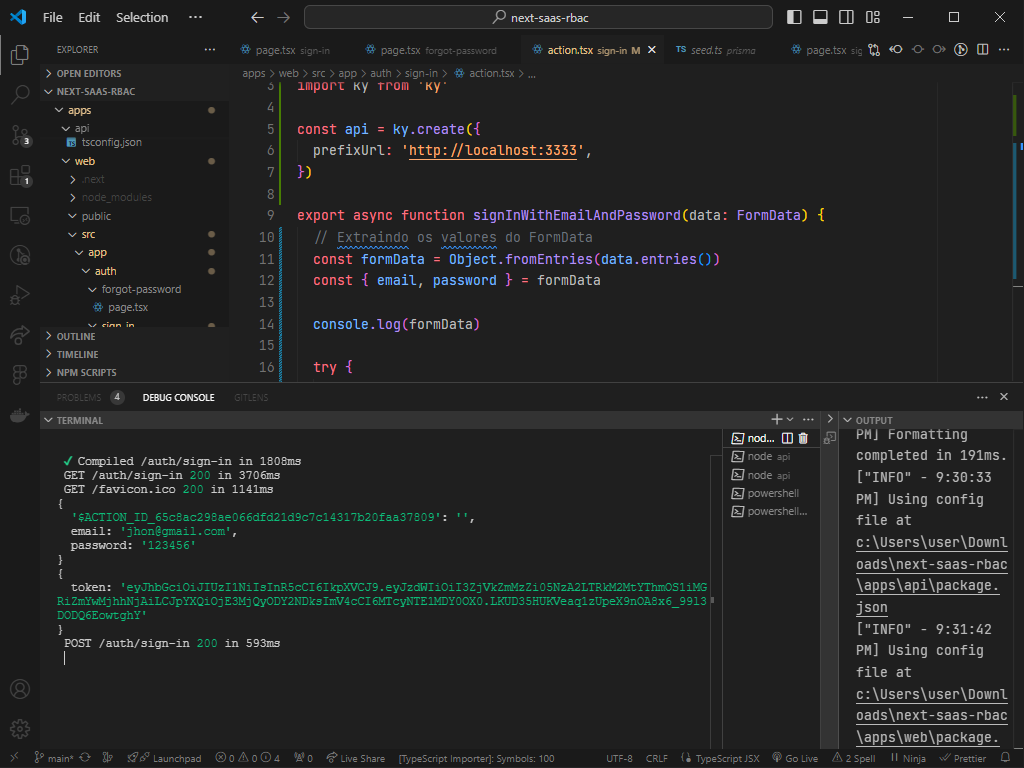 File Edit Selection ··· next-saas-rbac
EXPLORER ···
page.tsx sign-in page.tsx forgot-password action.tsx sign-in M TS seed.ts prisma page.tsx sig ···
OPEN EDITORS
apps > web > src > app > auth > sign-in > action.tsx > ...
NEXT-SAAS-RBAC
apps
api
tsconfig.json
web
.next
node_modules
public
src
app
auth
forgot-password
page.tsx
sign-in
OUTLINE
TIMELINE
NPM SCRIPTS
3
1
3 import ky from 'ky'
4
5 const api = ky.create({
6 prefixUrl: 'http://localhost:3333',
7 })
8
9 export async function signInWithEmailAndPassword(data: FormData) {
10 // Extraindo os valores do FormData
11 const formData = Object.fromEntries(data.entries())
12 const { email, password } = formData
13
14 console.log(formData)
15
16 try {
PROBLEMS 4 DEBUG CONSOLE GITLENS ···
TERMINAL
✓ Compiled /auth/sign-in in 1808ms
GET /auth/sign-in 200 in 3706ms
GET /favicon.ico 200 in 1141ms
{
'$ACTION_ID_65c8ac298ae066dfd21d9c7c14317b20faa37809': '',
email: 'jhon@gmail.com',
password: '123456'
}
{
POST /auth/sign-in 200 in 593ms
nod...
node api
node api
powershell
powershell...
OUTPUT
PM] Formatting
completed in 191ms.
["INFO" - 9:30:33
PM] Using config
file at
c:\Users\user\Downl
oads\next-saas-rbac
\apps\api\package.
json
["INFO" - 9:31:42
PM] Using config
file at
c:\Users\user\Downl
oads\next-saas-rbac
\apps\web\package.
main* Launchpad 0 0 4 0 Live Share [TypeScript Importer]: Symbols: 100 UTF-8 CRLF TypeScript JSX Go Live 2 Spell Ninja Prettier